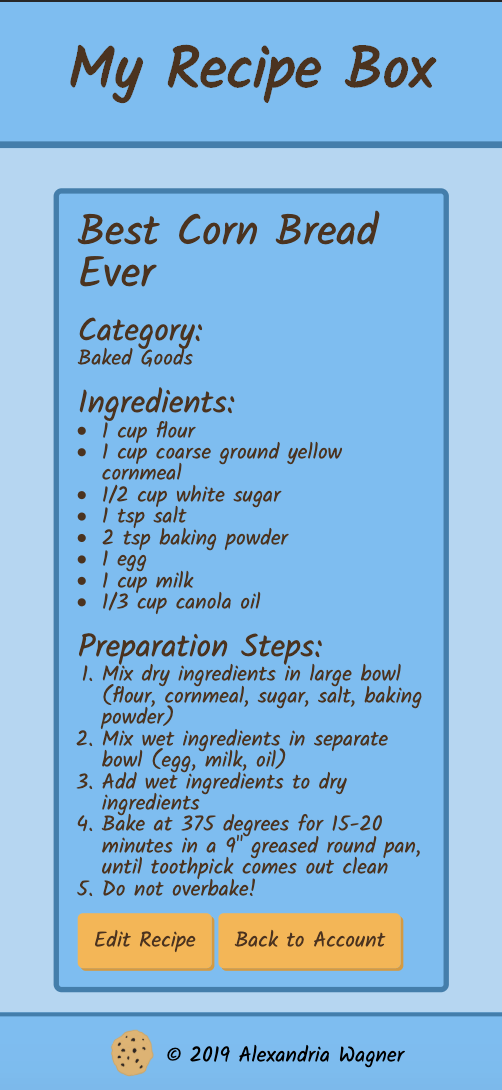 My Recipe Box
Best Corn Bread
Ever
Category:
Baked Goods
Ingredients:
• 1 cup flour
• 1 cup coarse ground yellow
cornmeal
• 1/2 cup white sugar
• 1 tsp salt
• 2 tsp baking powder
• 1 egg
• 1 cup milk
• 1/3 cup canola oil
Preparation Steps:
1. Mix dry ingredients in large bowl
(flour, cornmeal, sugar, salt, baking
powder)
2. Mix wet ingredients in separate
bowl (egg, milk, oil)
3. Add wet ingredients to dry
ingredients
4. Bake at 375 degrees for 15-20
minutes in a 9" greased round pan,
until toothpick comes out clean
5. Do not overbake!
Edit Recipe Back to Account
© 2019 Alexandria Wagner